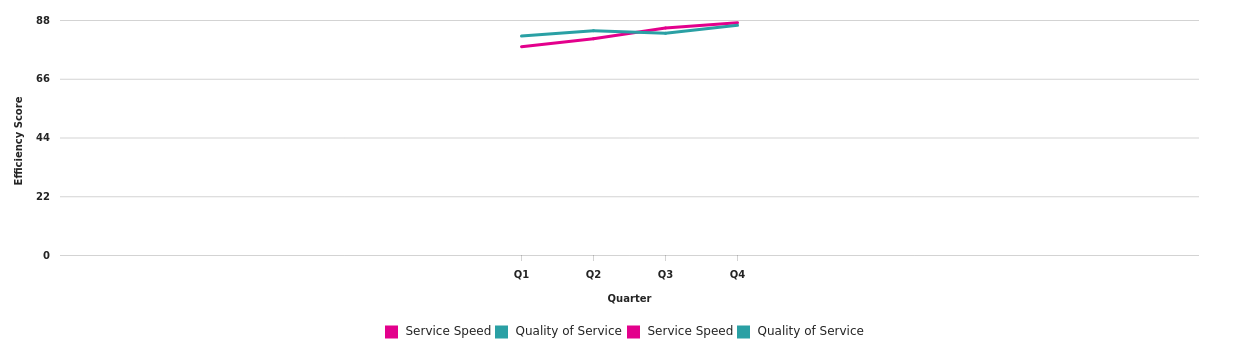 88
66
44
22
0
Efficiency Score
Q1 Q2 Q3 Q4
Quarter
Service Speed Quality of Service Service Speed Quality of Service